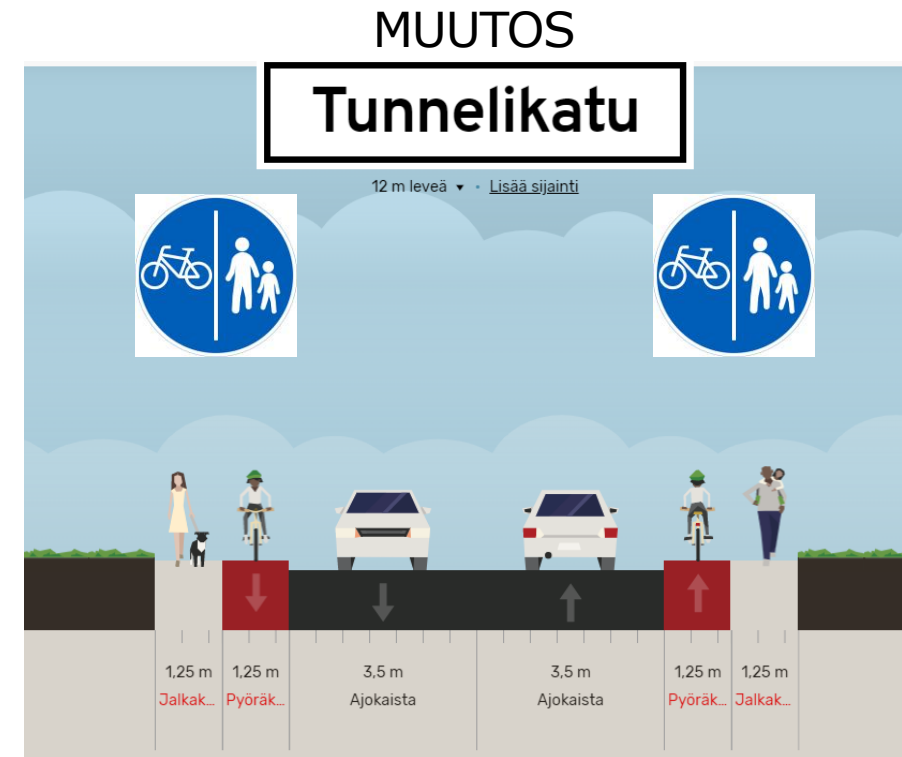 MUUTOS
Tunnelikatu
12 m leveä ▾ · Lisää sijainti
1,25 m 1,25 m 3,5 m 3,5 m 1,25 m 1,25 m
Jalkak... Pyöräk... Ajokaista Ajokaista Pyöräk... Jalkak...